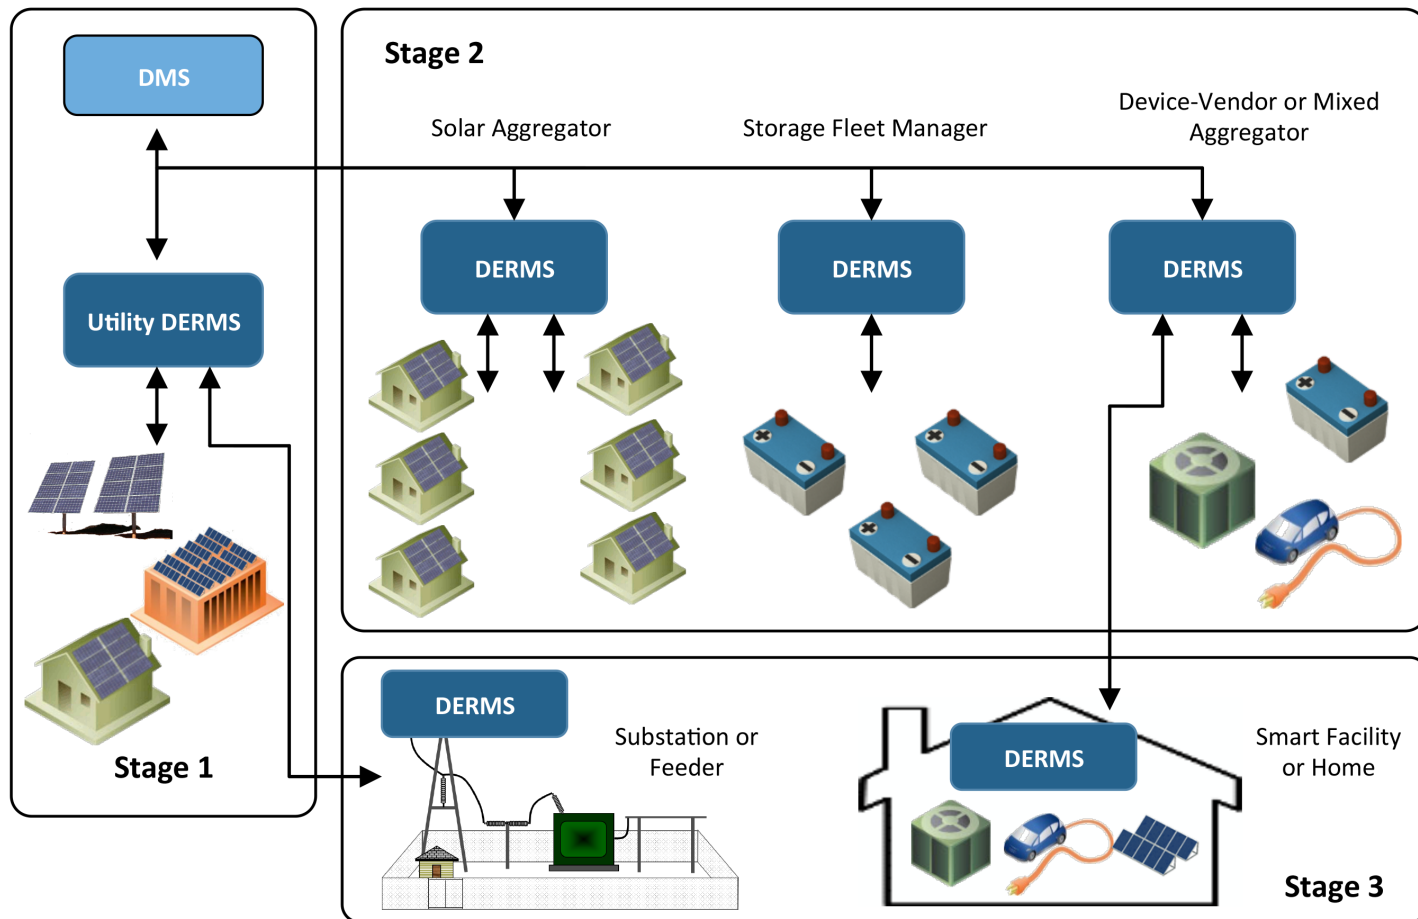 DMS
Utility DERMS
Stage 1
Stage 2
Solar Aggregator
DERMS
Storage Fleet Manager
DERMS
Device-Vendor or Mixed
Aggregator
DERMS
DERMS
Substation or
Feeder
DERMS
Smart Facility
or Home
Stage 3